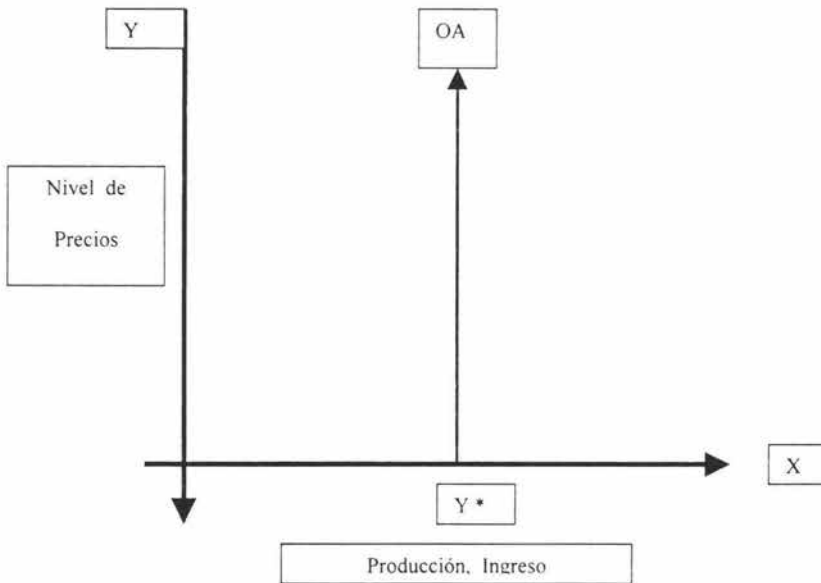 Y
OA
Nivel de
Precios
X
Y *
Producción, Ingreso